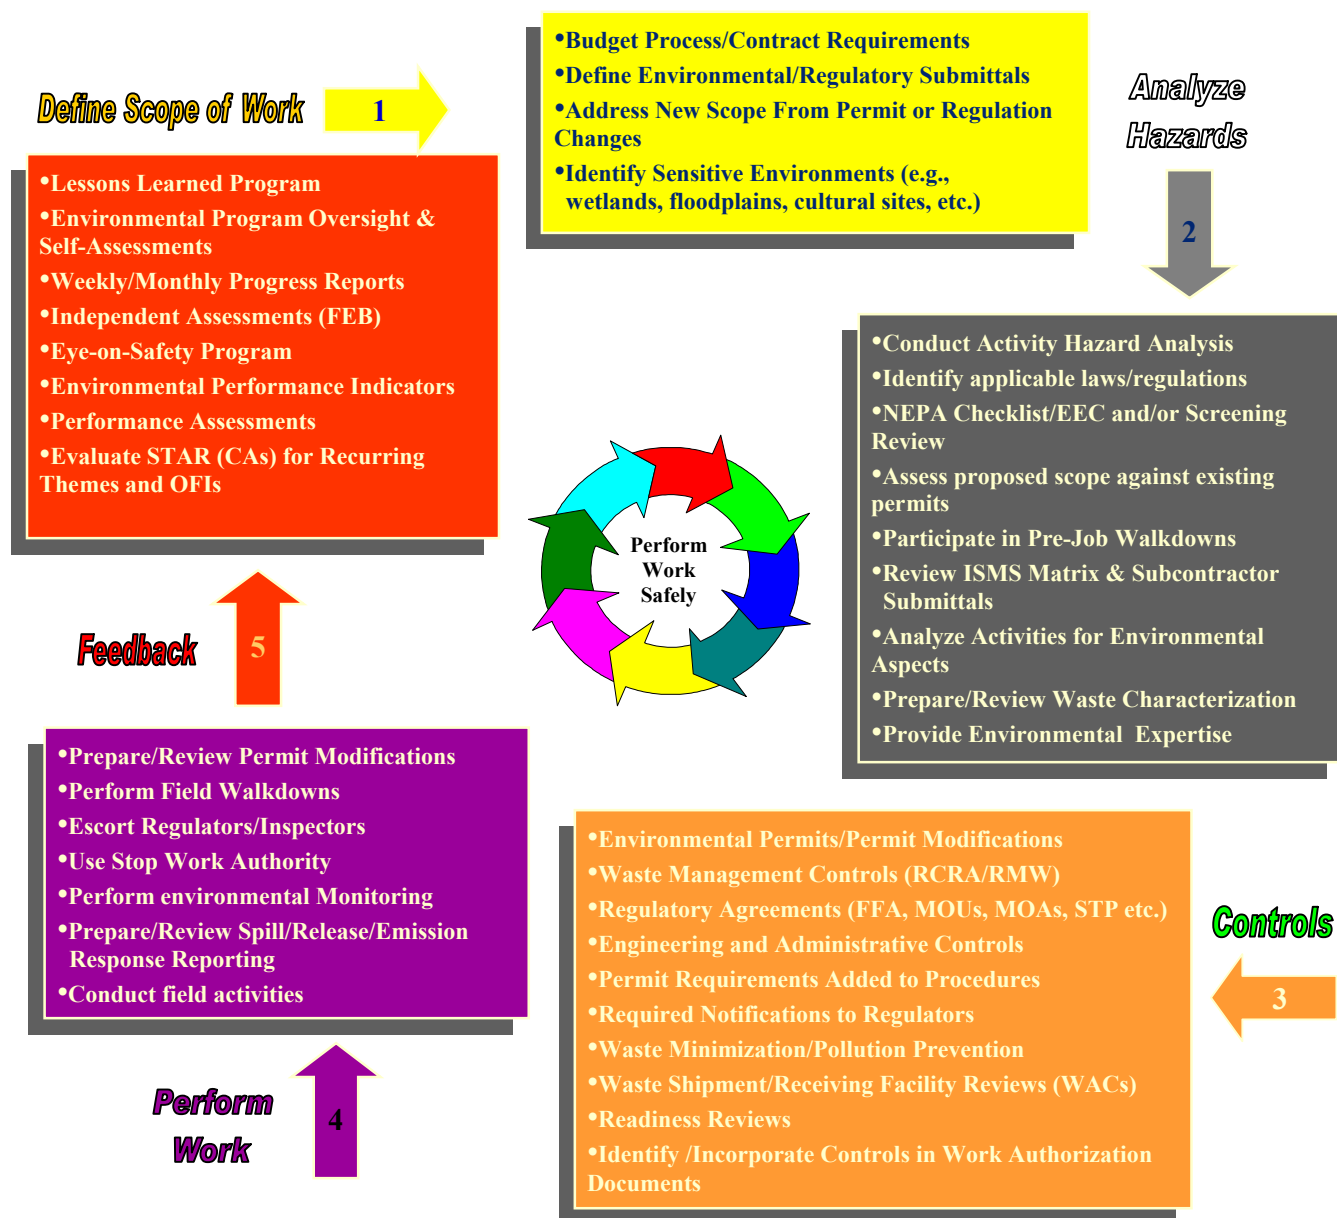 Define Scope of Work
1
•Budget Process/Contract Requirements
•Define Environmental/Regulatory Submittals
•Address New Scope From Permit or Regulation
Changes
•Identify Sensitive Environments (e.g.,
wetlands, floodplains, cultural sites, etc.)
Analyze
Hazards
2
•Conduct Activity Hazard Analysis
•Identify applicable laws/regulations
•NEPA Checklist/EEC and/or Screening
Review
•Assess proposed scope against existing
permits
•Participate in Pre-Job Walkdowns
•Review ISMS Matrix & Subcontractor
Submittals
•Analyze Activities for Environmental
Aspects
•Prepare/Review Waste Characterization
•Provide Environmental Expertise
Controls
3
•Environmental Permits/Permit Modifications
•Waste Management Controls (RCRA/RMW)
•Regulatory Agreements (FFA, MOUs, MOAs, STP etc.)
•Engineering and Administrative Controls
•Permit Requirements Added to Procedures
•Required Notifications to Regulators
•Waste Minimization/Pollution Prevention
•Waste Shipment/Receiving Facility Reviews (WACs)
•Readiness Reviews
•Identify /Incorporate Controls in Work Authorization
Documents
Perform
Work
4
•Prepare/Review Permit Modifications
•Perform Field Walkdowns
•Escort Regulators/Inspectors
•Use Stop Work Authority
•Perform environmental Monitoring
•Prepare/Review Spill/Release/Emission
Response Reporting
•Conduct field activities
Feedback
5
•Lessons Learned Program
•Environmental Program Oversight &
Self-Assessments
•Weekly/Monthly Progress Reports
•Independent Assessments (FEB)
•Eye-on-Safety Program
•Environmental Performance Indicators
•Performance Assessments
•Evaluate STAR (CAs) for Recurring
Themes and OFIs
Perform
Work
Safely